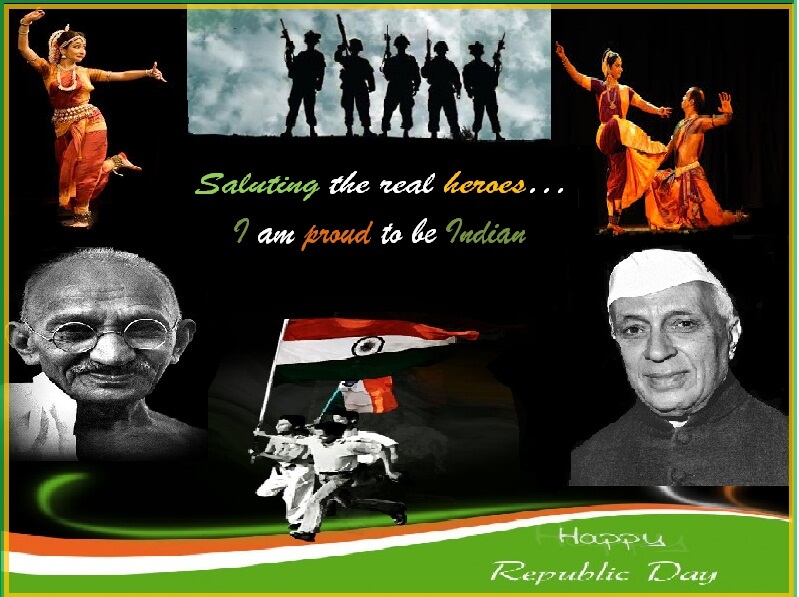 Saluting the real heroes...
I am proud to be Indian
Happy
Republic Day